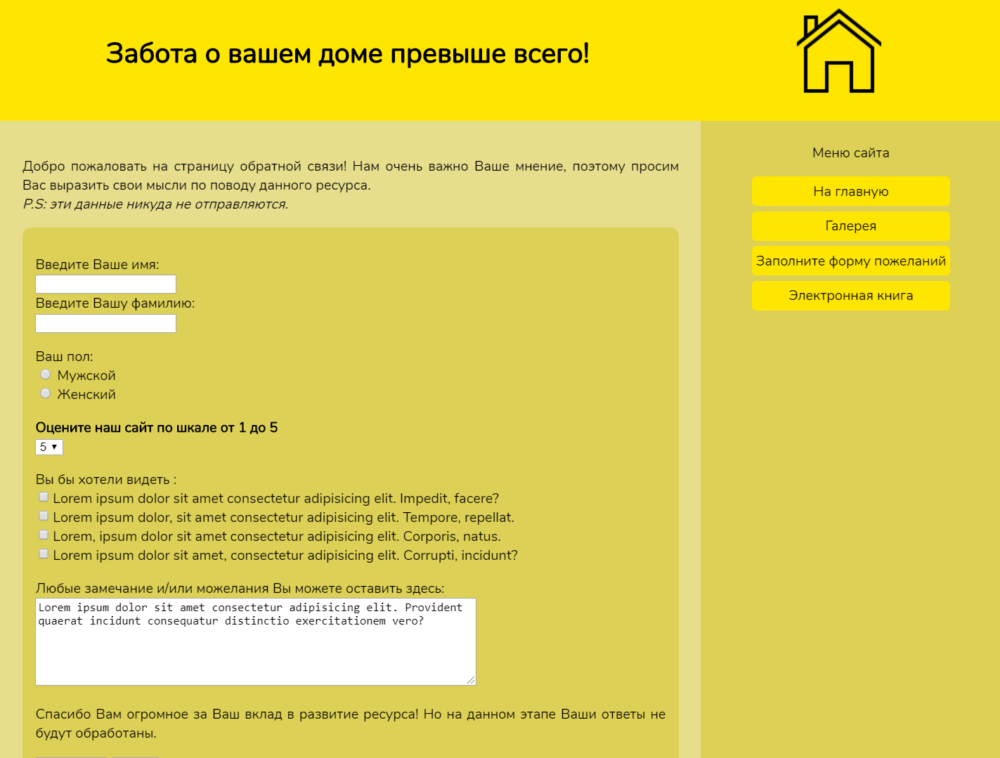 Забота о вашем доме превыше всего!
Добро пожаловать на страницу обратной связи! Нам очень важно Ваше мнение, поэтому просим
Вас выразить свои мысли по поводу данного ресурса.
P.S: эти данные никуда не отправляются.
Введите Ваше имя:
Введите Вашу фамилию:
Ваш пол:
Мужской
Женский
Оцените наш сайт по шкале от 1 до 5
5
Вы бы хотели видеть :
Lorem ipsum dolor sit amet consectetur adipisicing elit. Impedit, facere?
Lorem ipsum dolor, sit amet consectetur adipisicing elit. Tempore, repellat.
Lorem, ipsum dolor sit amet consectetur adipisicing elit. Corporis, natus.
Lorem ipsum dolor sit amet, consectetur adipisicing elit. Corrupti, incidunt?
Любые замечание и/или можелания Вы можете оставить здесь:
Lorem ipsum dolor sit amet consectetur adipisicing elit. Provident
quaerat incidunt consequatur distinctio exercitationem vero?
Спасибо Вам огромное за Ваш вклад в развитие ресурса! Но на данном этапе Ваши ответы не
будут обработаны.
Меню сайта
На главную
Галерея
Заполните форму пожеланий
Электронная книга